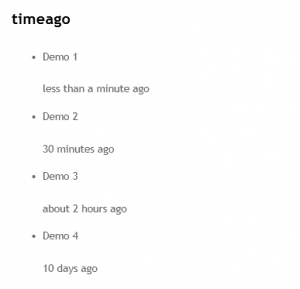 timeago
Demo 1
less than a minute ago
Demo 2
30 minutes ago
Demo 3
about 2 hours ago
Demo 4
10 days ago